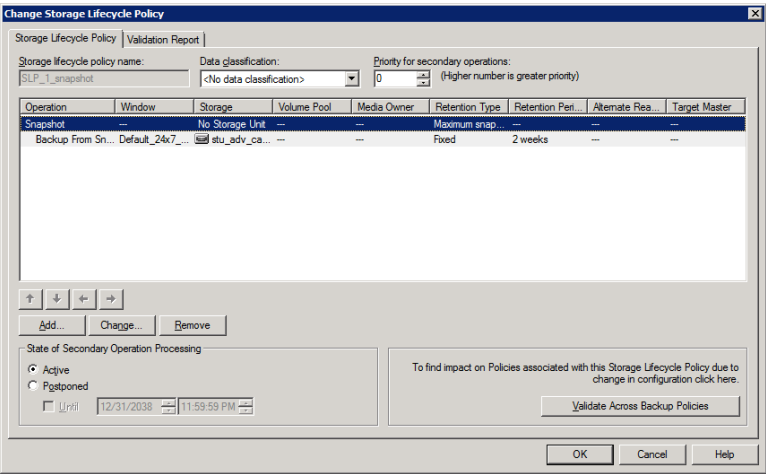 Change Storage Lifecycle Policy
Storage Lifecycle Policy Validation Report
Storage lifecycle policy name: Data classification: Priority for secondary operations:
SLP_1_snapshot <No data classification> 0 (Higher number is greater priority)
Operation Window Storage Volume Pool Media Owner Retention Type Retention Peri... Alternate Rea... Target Master
Snapshot --- No Storage Unit --- --- Maximum snap... --- --- ---
Backup From Sn... Default_24x7_... stu_adv_ca... --- --- Fixed 2 weeks --- ---
Add... Change... Remove
State of Secondary Operation Processing
Active
Postponed
Until 12/31/2038 11:59:59 PM
To find impact on Policies associated with this Storage Lifecycle Policy due to
change in configuration click here.
Validate Across Backup Policies
OK Cancel Help